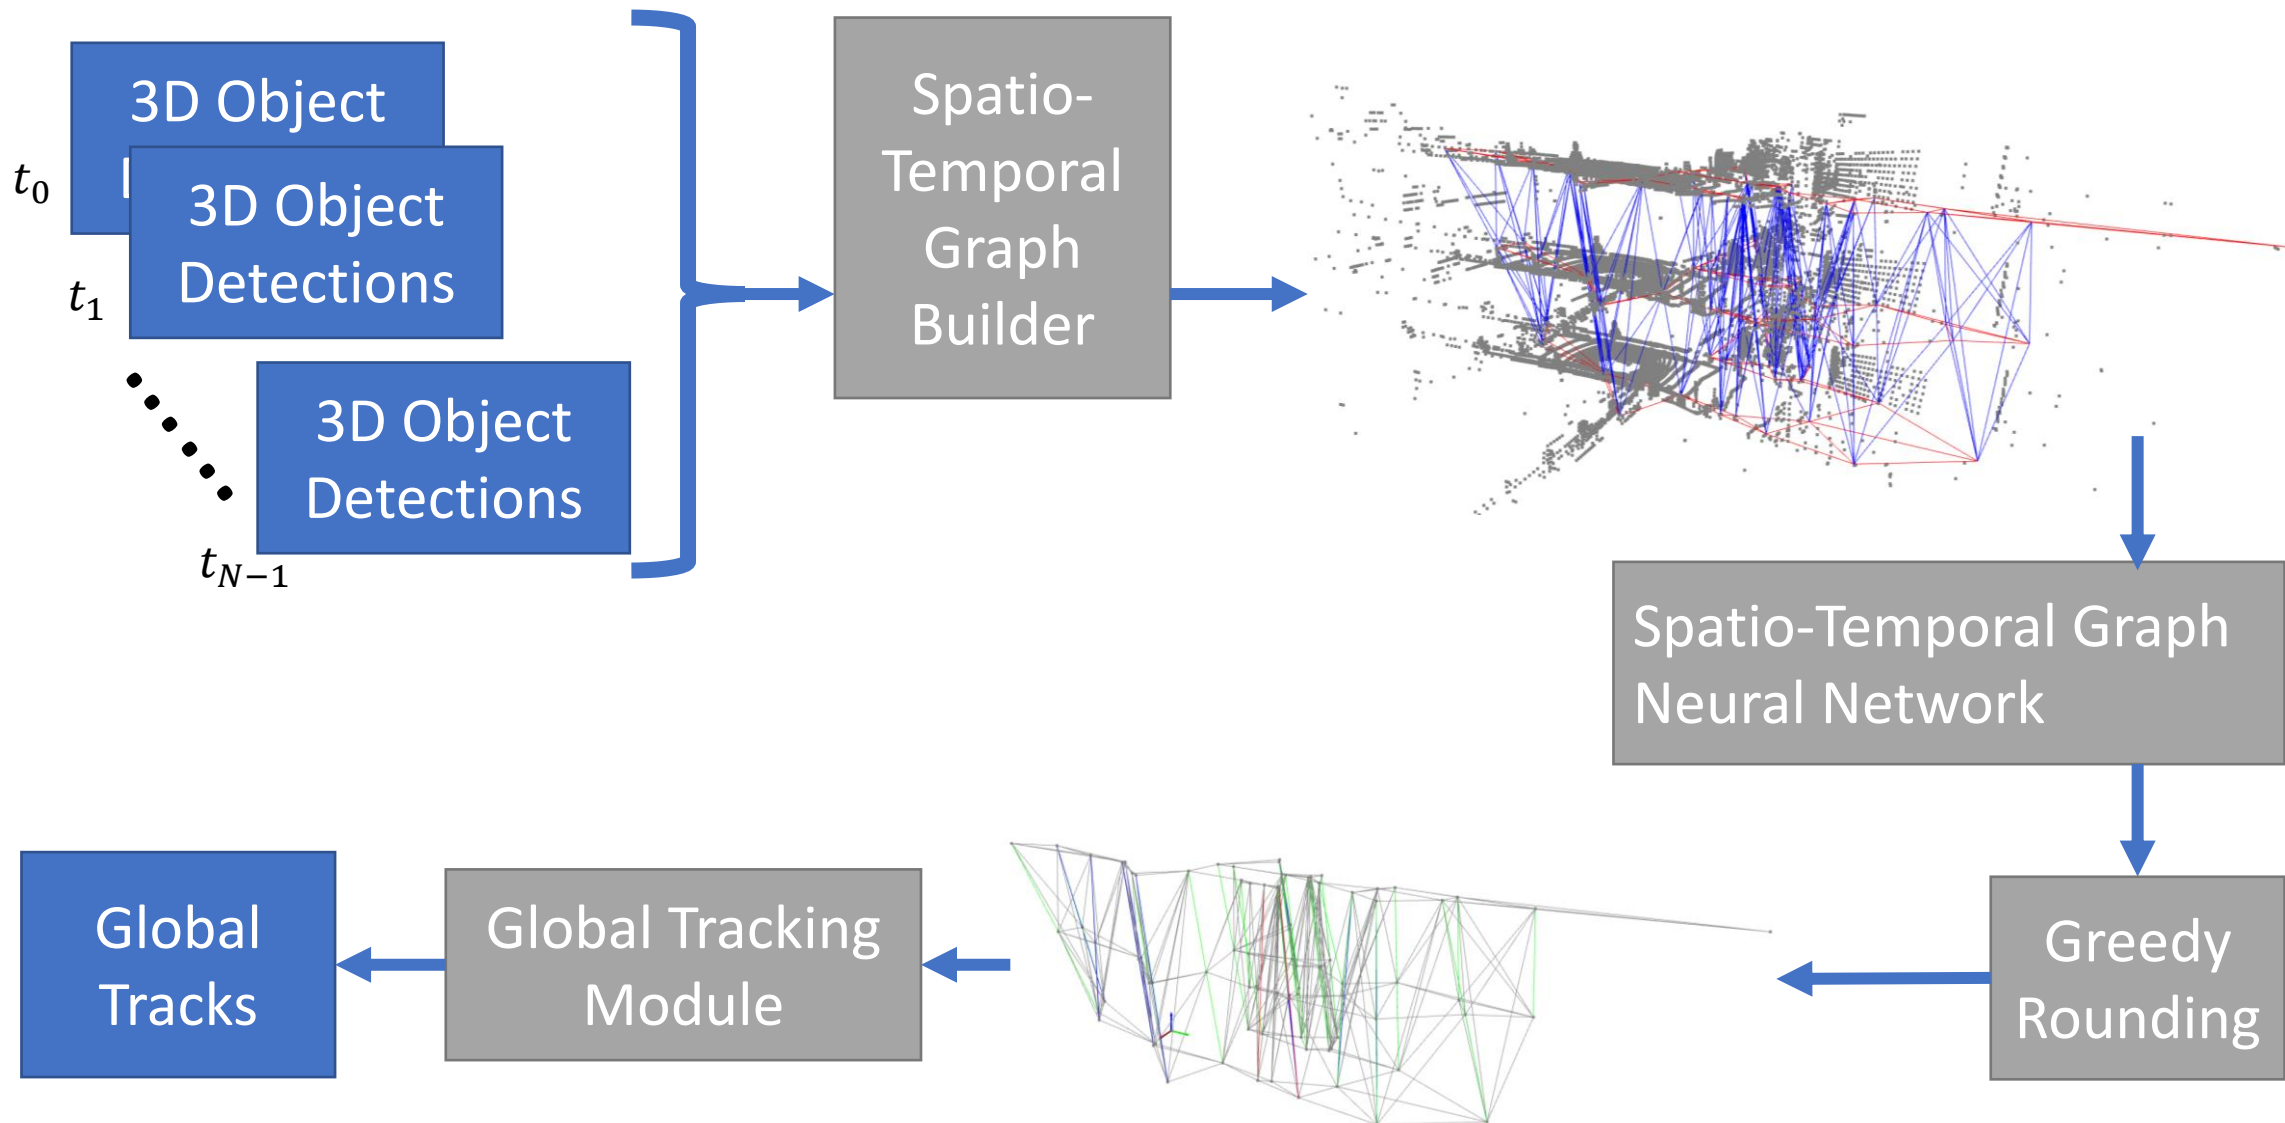 3D Object
t0
3D Object
Detections
t1
3D Object
Detections
tN−1
Spatio-
Temporal
Graph
Builder
Spatio-Temporal Graph
Neural Network
Greedy
Rounding
Global Tracking
Module
Global
Tracks